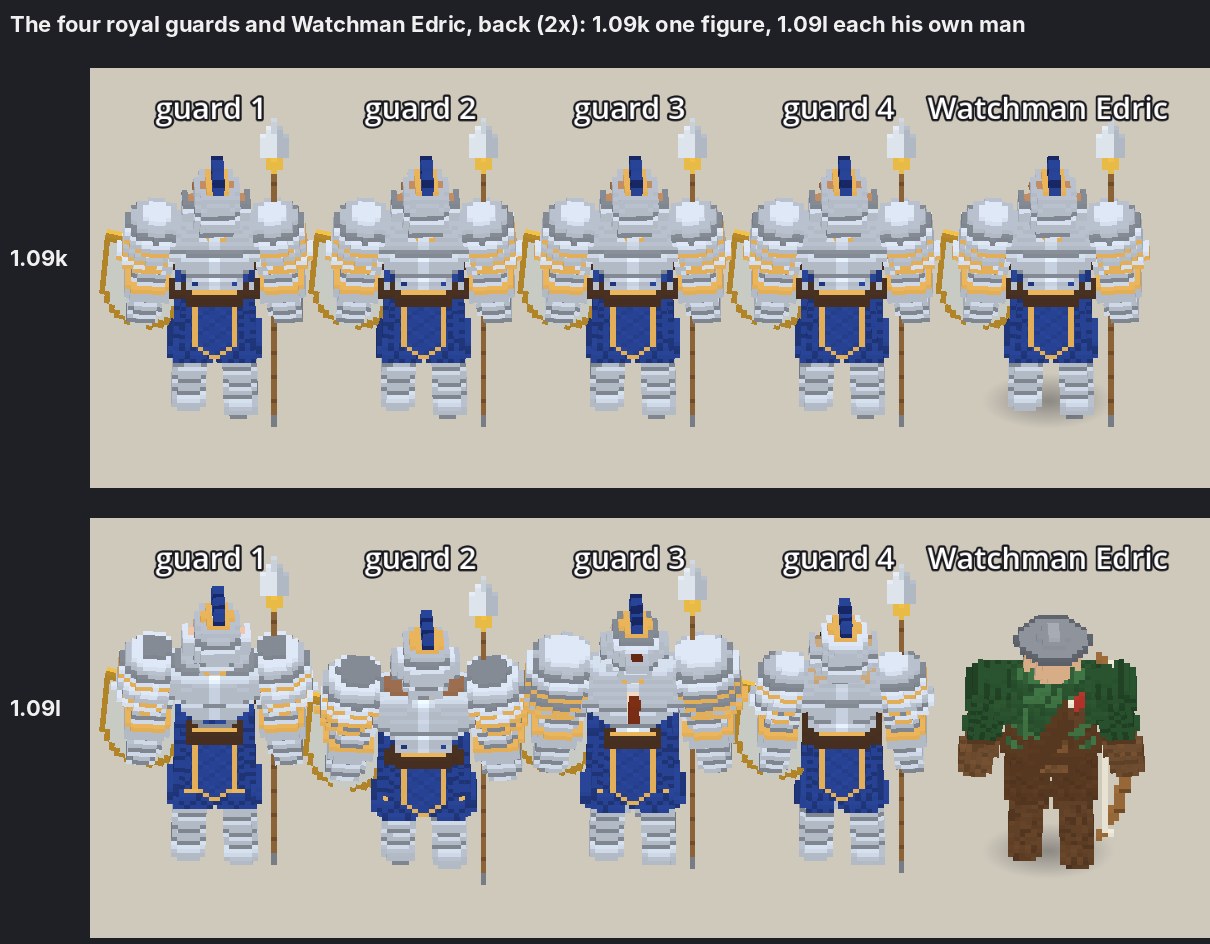 The four royal guards and Watchman Edric, back (2x): 1.09k one figure, 1.09l each his own man
guard 1 guard 2 guard 3 guard 4 Watchman Edric
1.09k
guard 1 guard 2 guard 3 guard 4 Watchman Edric
1.09l